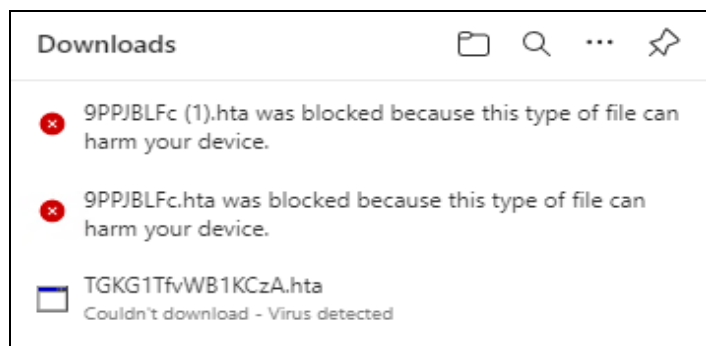 Downloads
9PPJBLFc (1).hta was blocked because this type of file can
harm your device.
9PPJBLFc.hta was blocked because this type of file can
harm your device.
TGKG1TfvWB1KCzA.hta
Couldn't download - Virus detected